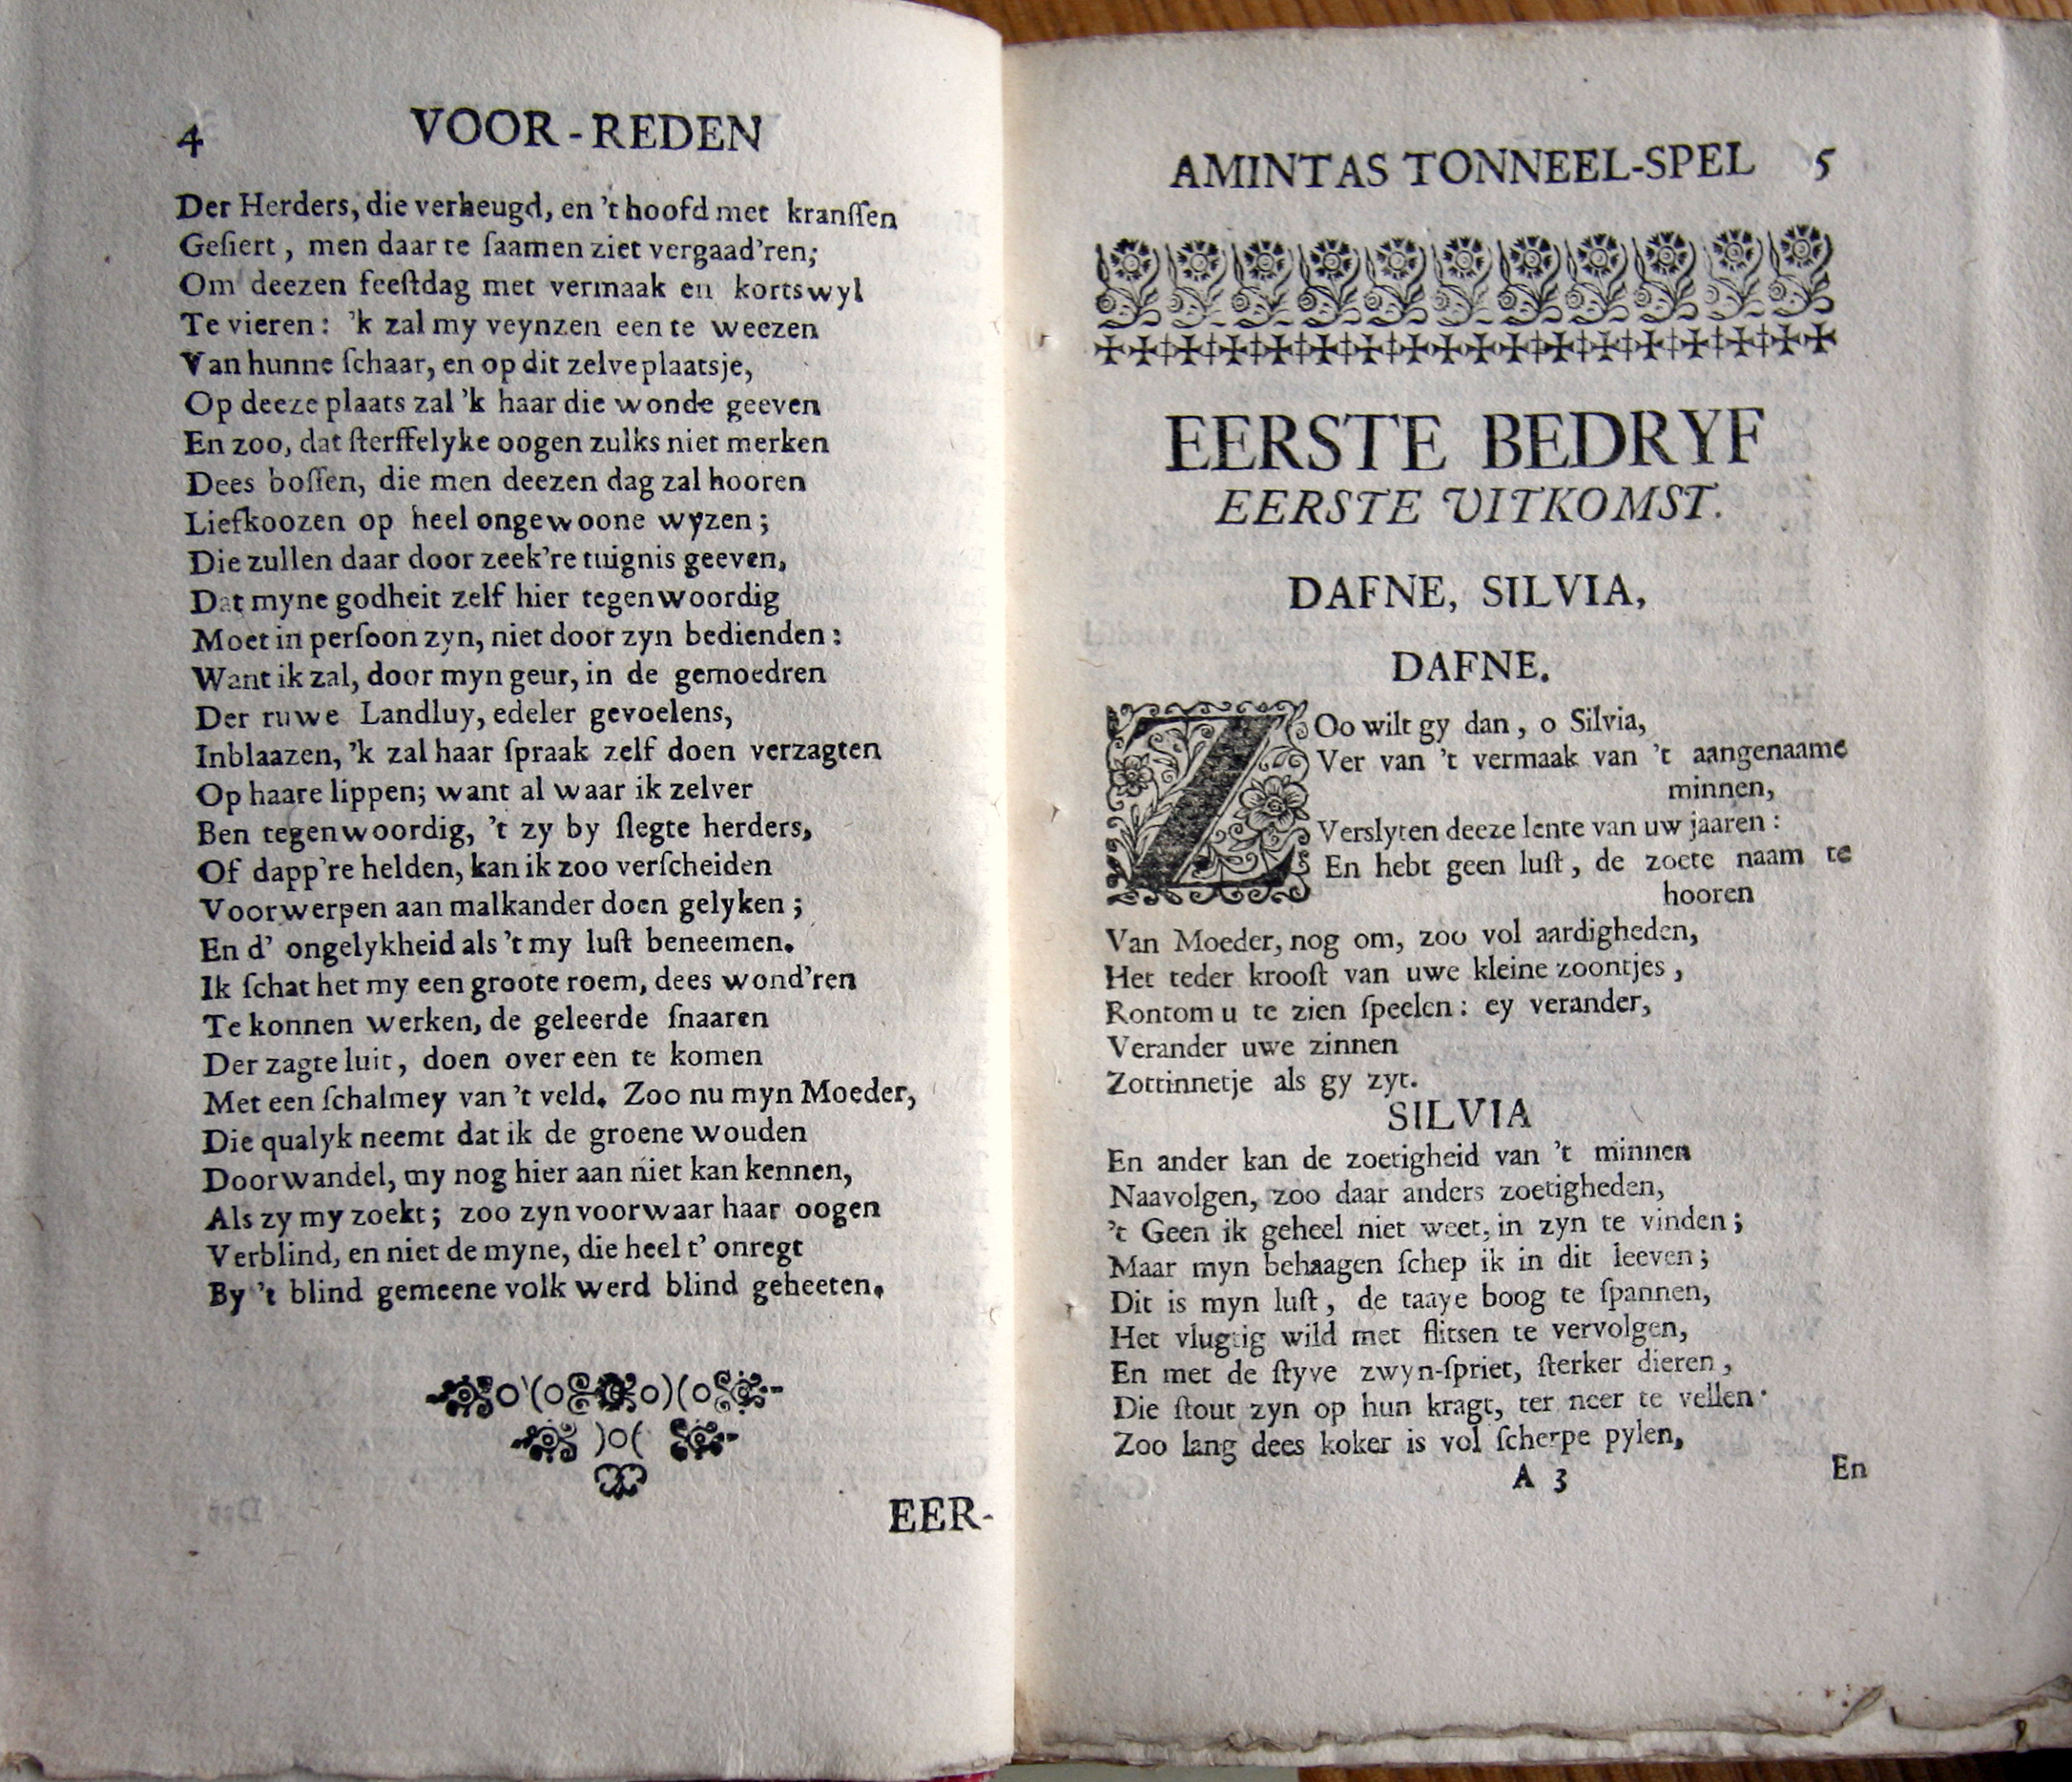 4 VOOR-REDEN
Der Herders, die verheugd, en 't hoofd met kranſſen
Geſiert, men daar te ſaamen ziet vergaad'ren;
Om deezen feeſtdag met vermaak en kortswyl
Te vieren: 'k zal my veynzen een te weezen
Van hunne ſchaar, en op dit zelve plaatsje,
Op deeze plaats zal 'k haar die wonde geeven
En zoo, dat ſterffelyke oogen zulks niet merken
Dees boſſen, die men deezen dag zal hooren
Liefkoozen op heel ongewoone wyzen;
Die zullen daar door zeek're tuignis geeven,
Dat myne godheit zelf hier tegenwoordig
Moet in perſoon zyn, niet door zyn bedienden:
Want ik zal, door myn geur, in de gemoedren
Der ruwe Landluy, edeler gevoelens,
Inblaazen, 'k zal haar ſpraak zelf doen verzagten
Op haare lippen; want al waar ik zelver
Ben tegenwoordig, 't zy by ſlegte herders,
Of dapp're helden, kan ik zoo verſcheiden
Voorwerpen aan malkander doen gelyken;
En d' ongelykheid als 't my luſt beneemen.
Ik ſchat het my een groote roem, dees wond'ren
Te konnen werken, de geleerde ſnaaren
Der zagte luit, doen over een te komen
Met een ſchalmey van 't veld. Zoo nu myn Moeder,
Die qualyk neemt dat ik de groene wouden
Doorwandel, my nog hier aan niet kan kennen,
Als zy my zoekt; zoo zyn voorwaar haar oogen
Verblind, en niet de myne, die heel t' onregt
By 't blind gemeene volk werd blind geheeten.
EER-
AMINTAS TONNEEL-SPEL 5
EERSTE BEDRYF
EERSTE UITKOMST.
DAFNE, SILVIA,
DAFNE.
ZOo wilt gy dan, o Silvia,
Ver van 't vermaak van 't aangenaame
minnen,
Verslyten deeze lente van uw jaaren:
En hebt geen luſt, de zoete naam te
hooren
Van Moeder, nog om, zoo vol aardigheden,
Het teder krooſt van uwe kleine zoontjes,
Rontom u te zien ſpeelen: ey verander,
Verander uwe zinnen
Zottinnetje als gy zyt.
SILVIA
En ander kan de zoetigheid van 't minnen
Naavolgen, zoo daar anders zoetigheden,
't Geen ik geheel niet weet, in zyn te vinden;
Maar myn behaagen ſchep ik in dit leeven;
Dit is myn luſt, de taaye boog te ſpannen,
Het vlugtig wild met flitsen te vervolgen,
En met de ſtyve zwyn-ſpriet, ſterker dieren,
Die ſtout zyn op hun kragt, ter neer te vellen·
Zoo lang dees koker is vol ſcherpe pylen,
A 3 En